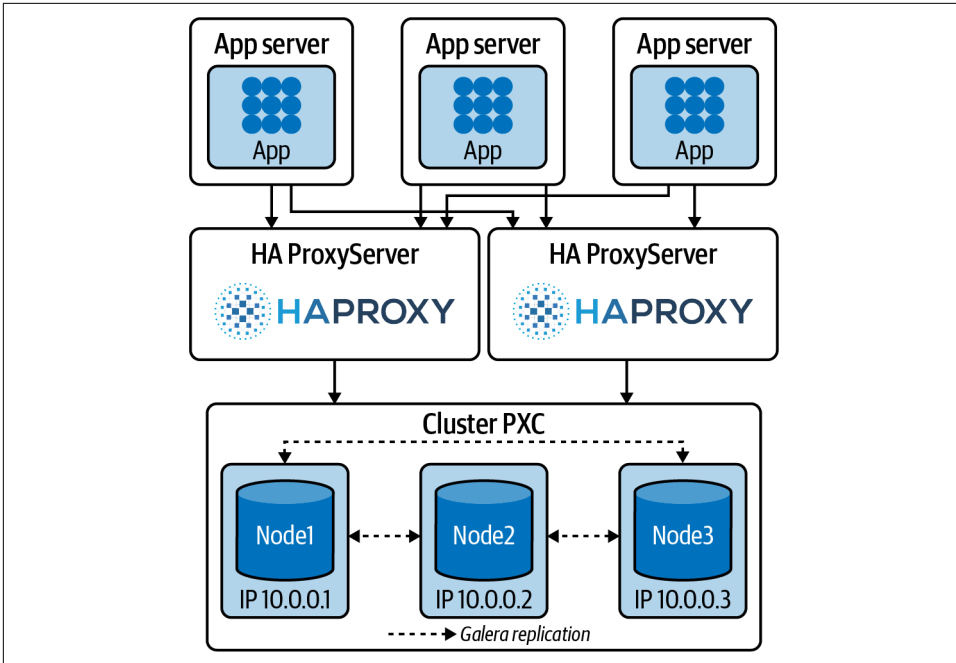 App server
App server
App server
App
App
App
HA ProxyServer
HA ProxyServer
HAPROXY
HAPROXY
Cluster PXC
Node1
Node2
Node3
IP 10.0.0.1
IP 10.0.0.2
IP 10.0.0.3
Galera replication